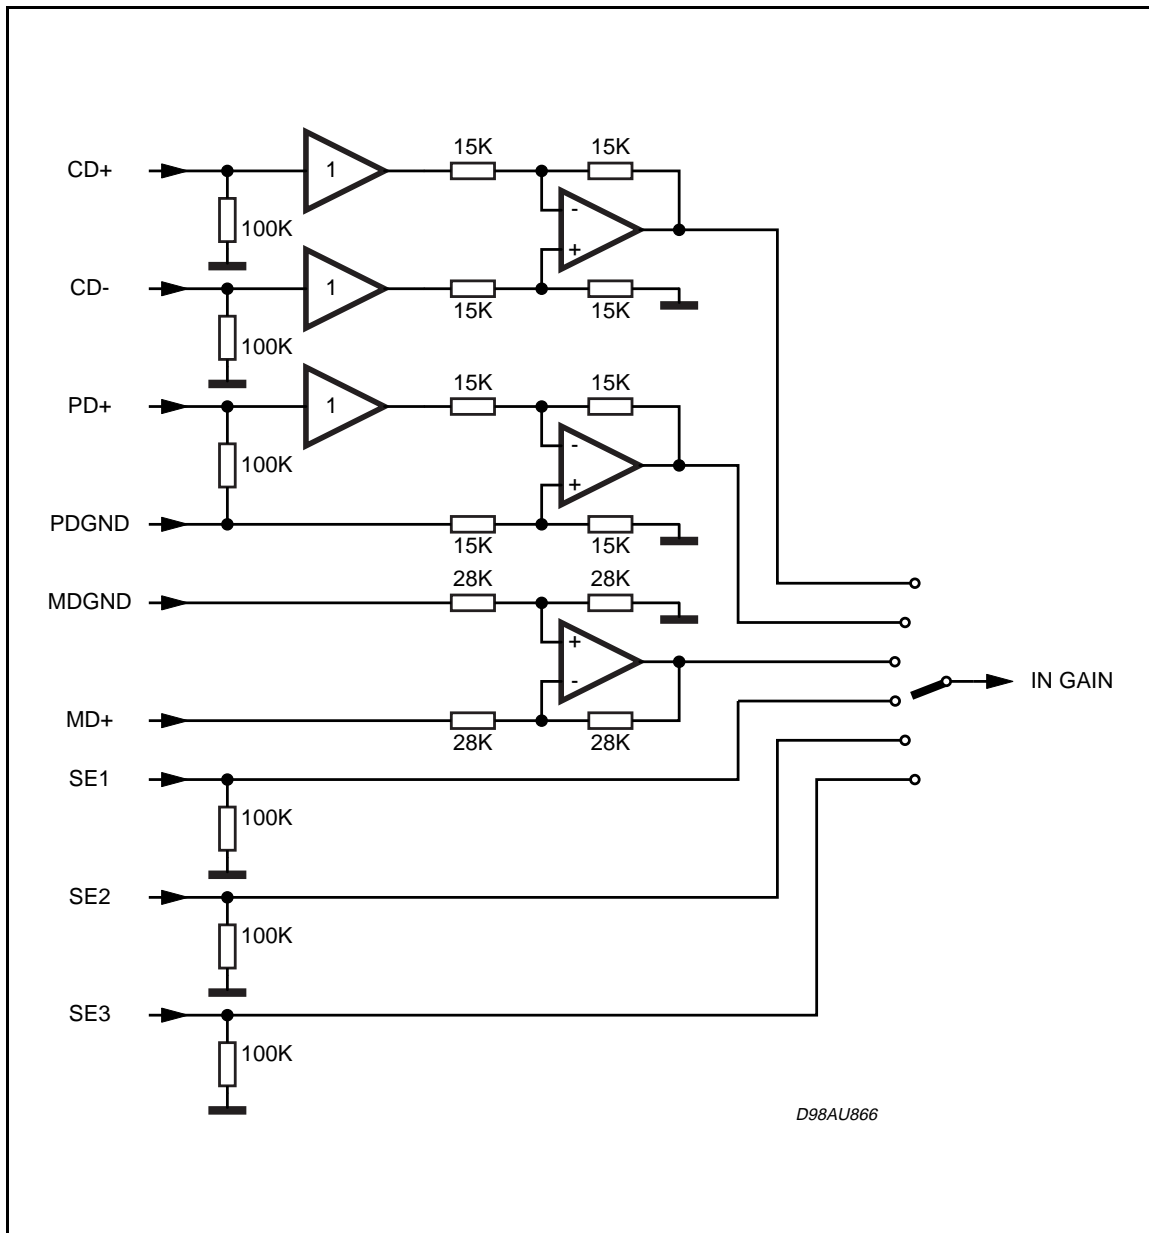 CD+
1
15K
15K
100K
-
+
CD-
1
15K
15K
100K
PD+
1
15K
15K
100K
-
+
PDGND
15K
15K
MDGND
28K
28K
+
-
IN GAIN
MD+
28K
28K
SE1
100K
SE2
100K
SE3
100K
D98AU866